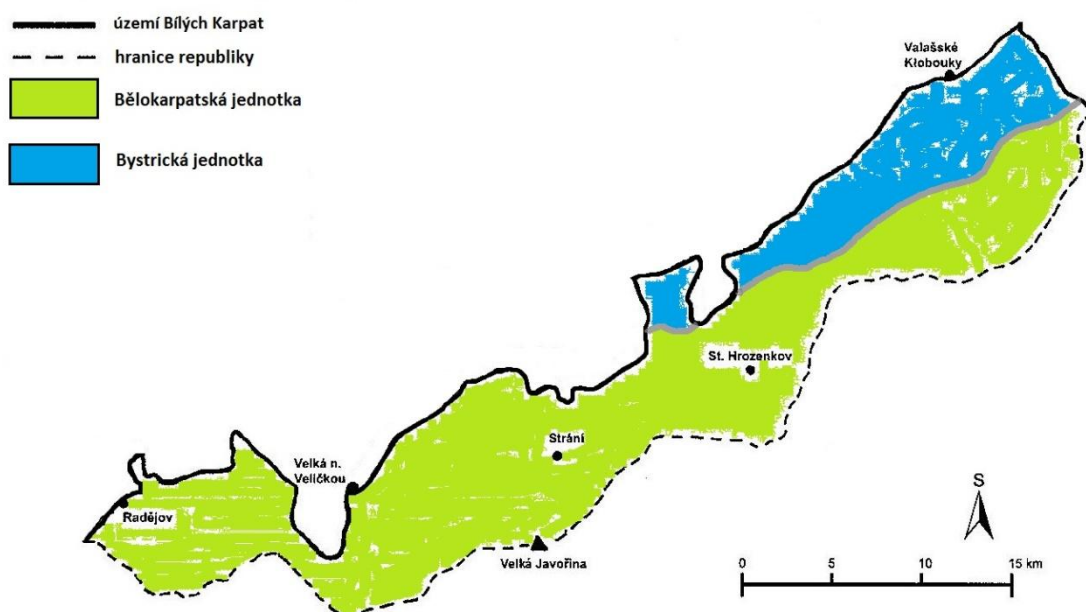 území Bílých Karpat
hranice republiky
Bělokarpatská jednotka
Bystrická jednotka
Valašské
Kłobouky
St. Hrozenkov
Strání
Velká n.
Veličkou
Radějov
Velká Javořina
S
0 5 10 15 km